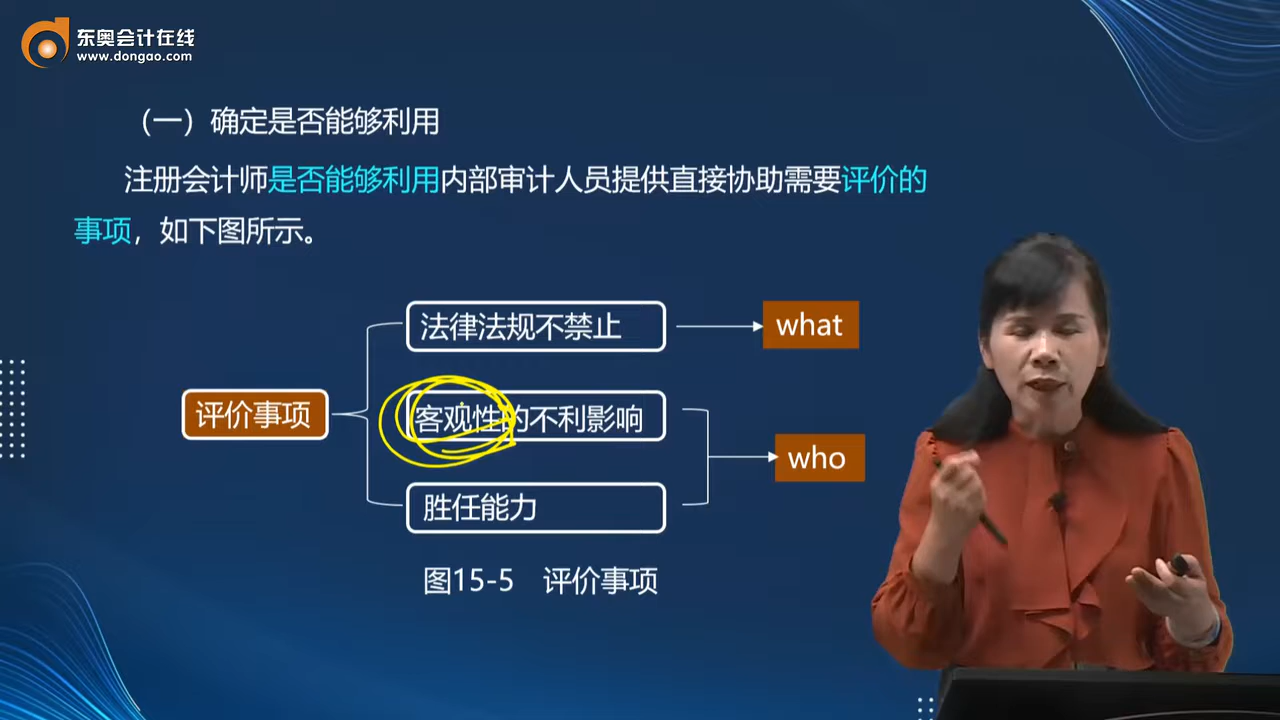 东奥会计在线
www.dongao.com
（一）确定是否能够利用
注册会计师是否能够利用内部审计人员提供直接协助需要评价的
事项，如下图所示。
法律法规不禁止
what
评价事项
客观性的不利影响
who
胜任能力
图15-5 评价事项